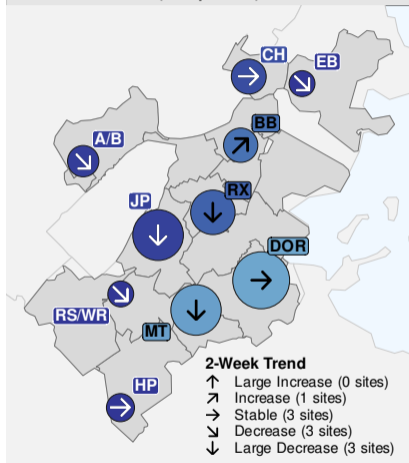 CH
EB
BB
A/B
RX
JP
DOR
RS/WR
MT
HP
2-Week Trend
↑ Large Increase (0 sites)
↗ Increase (1 sites)
→ Stable (3 sites)
↘ Decrease (3 sites)
↓ Large Decrease (3 sites)